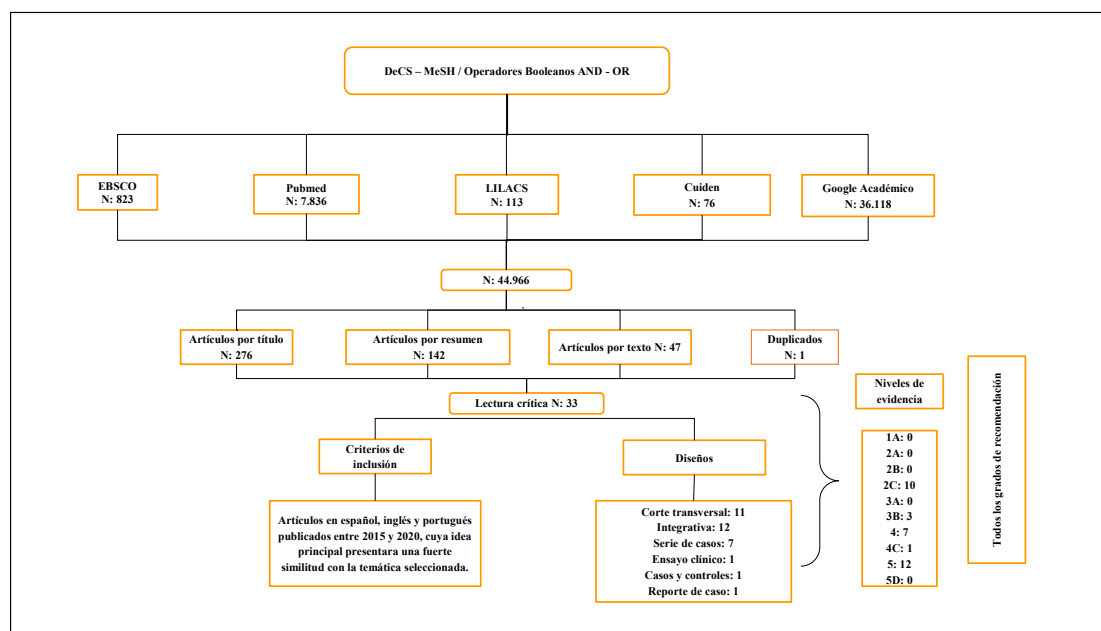 DeCS – MeSH / Operadores Booleanos AND - OR
EBSCO
N: 823
Pubmed
N: 7.836
LILACS
N: 113
Cuiden
N: 76
Google Académico
N: 36.118
N: 44.966
Artículos por título
N: 276
Artículos por resumen
N: 142
Artículos por texto N: 47
Duplicados
N: 1
Lectura crítica N: 33
Criterios de
inclusión
Artículos en español, inglés y portugués
publicados entre 2015 y 2020, cuya idea
principal presentara una fuerte
similitud con la temática seleccionada.
Diseños
Corte transversal: 11
Integrativa: 12
Serie de casos: 7
Ensayo clínico: 1
Casos y controles: 1
Reporte de caso: 1
Niveles de
evidencia
1A: 0
2A: 0
2B: 0
2C: 10
3A: 0
3B: 3
4: 7
4C: 1
5: 12
5D: 0
Todos los grados de recomendación